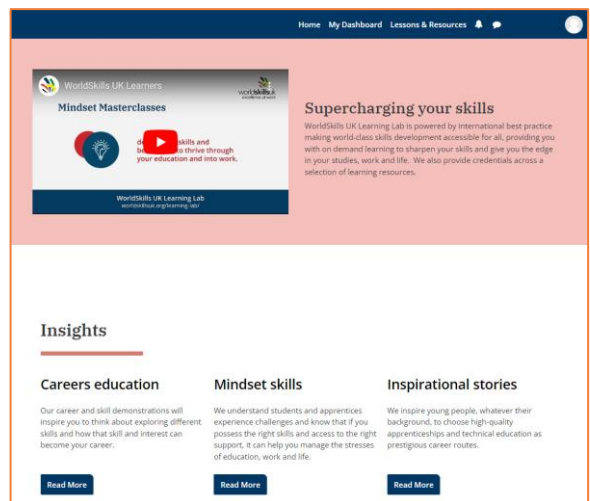 Home My Dashboard Lessons & Resources
WorldSkills UK Learners
worldskillsuk
Mindset Masterclasses
skills and
to thrive through
your education and into work.
WorldSkills UK Learning Lab
worldskillsuk.org/learning-lab/
Supercharging your skills
WorldSkills UK Learning Lab is powered by international best practice
making world-class skills development accessible for all, providing you
with on demand learning to sharpen your skills and give you the edge
in your studies, work and life. We also provide credentials across a
selection of learning resources.
Insights
Careers education
Our career and skill demonstrations will
inspire you to think about exploring different
skills and how that skill and interest can
become your career.
Read More
Mindset skills
We understand students and apprentices
experience challenges and know that if you
possess the right skills and access to the right
support, it can help you manage the stresses
of education, work and life.
Read More
Inspirational stories
We inspire young people, whatever their
background, to choose high-quality
apprenticeships and technical education as
prestigious career routes.
Read More